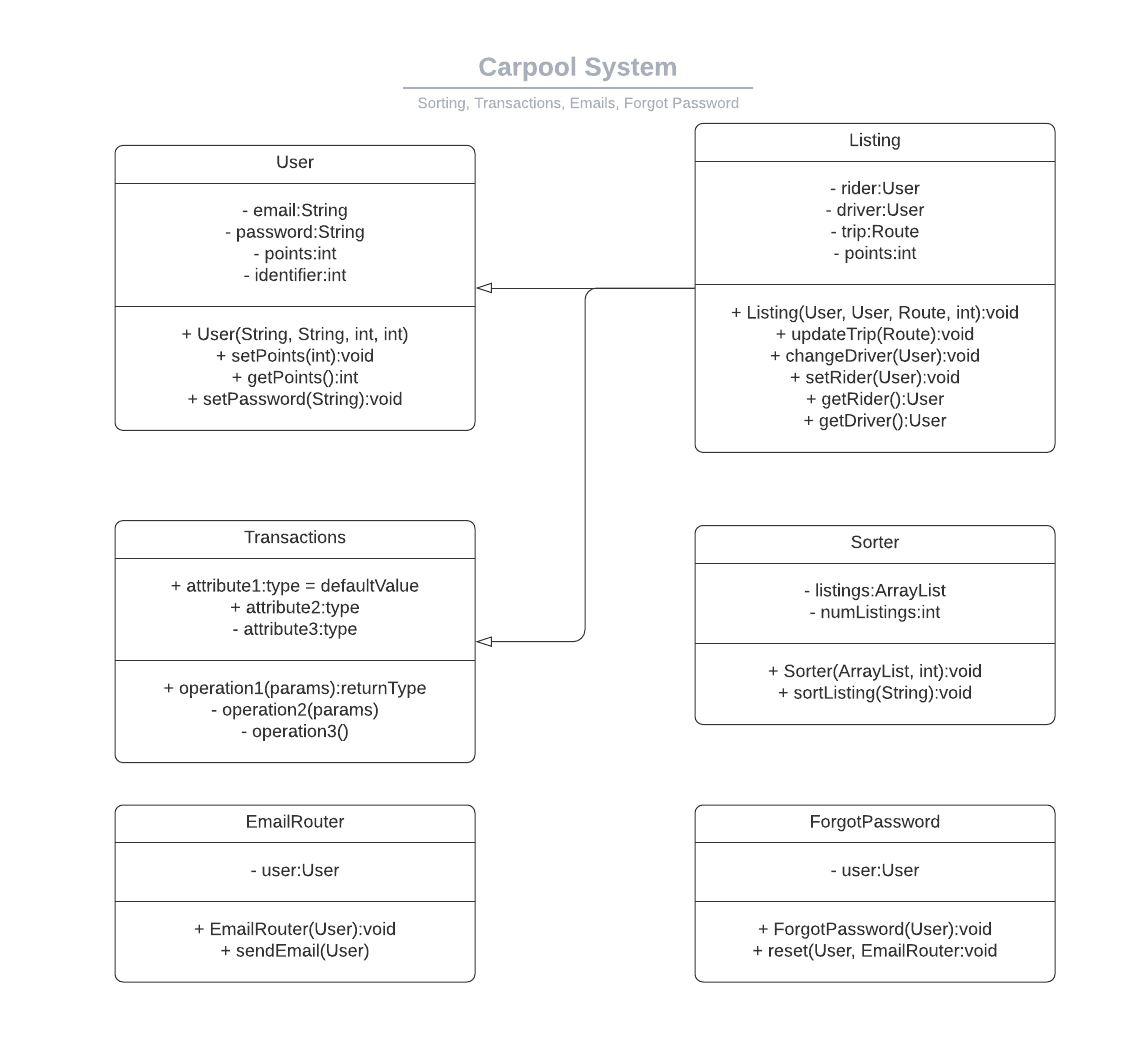 Carpool System
Sorting, Transactions, Emails, Forgot Password
User
- email:String
- password:String
- points:int
- identifier:int
+ User(String, String, int, int)
+ setPoints(int):void
+ getPoints():int
+ setPassword(String):void
Listing
- rider:User
- driver:User
- trip:Route
- points:int
+ Listing(User, User, Route, int):void
+ updateTrip(Route):void
+ changeDriver(User):void
+ setRider(User):void
+ getRider():User
+ getDriver():User
Transactions
+ attribute1:type = defaultValue
+ attribute2:type
- attribute3:type
+ operation1(params):returnType
- operation2(params)
- operation3()
Sorter
- listings:ArrayList
- numListings:int
+ Sorter(ArrayList, int):void
+ sortListing(String):void
EmailRouter
- user:User
+ EmailRouter(User):void
+ sendEmail(User)
ForgotPassword
- user:User
+ ForgotPassword(User):void
+ reset(User, EmailRouter:void